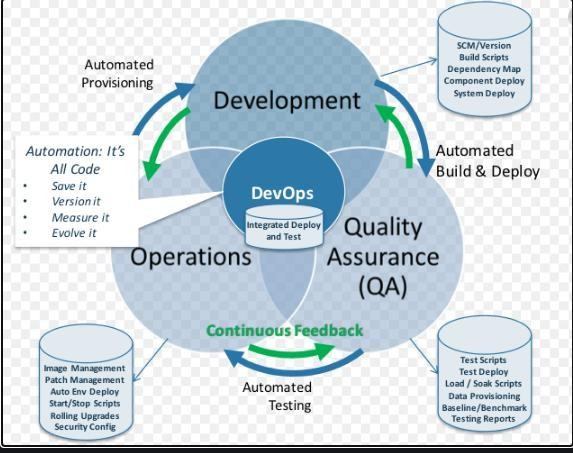 SCM/Version
Build Scripts
Dependency Map
Component Deploy
System Deploy
Automated
Provisioning
Development
Automated
Build & Deploy
Automation: It's
All Code
• Save it
• Version it
• Measure it
• Evolve it
DevOps
Integrated Deploy
and Test
Operations
Quality
Assurance
(QA)
Continuous Feedback
Automated
Testing
Image Management
Patch Management
Auto Env Deploy
Start/Stop Scripts
Rolling Upgrades
Security Config
Test Scripts
Test Deploy
Load / Soak Scripts
Data Provisioning
Baseline/Benchmark
Testing Reports